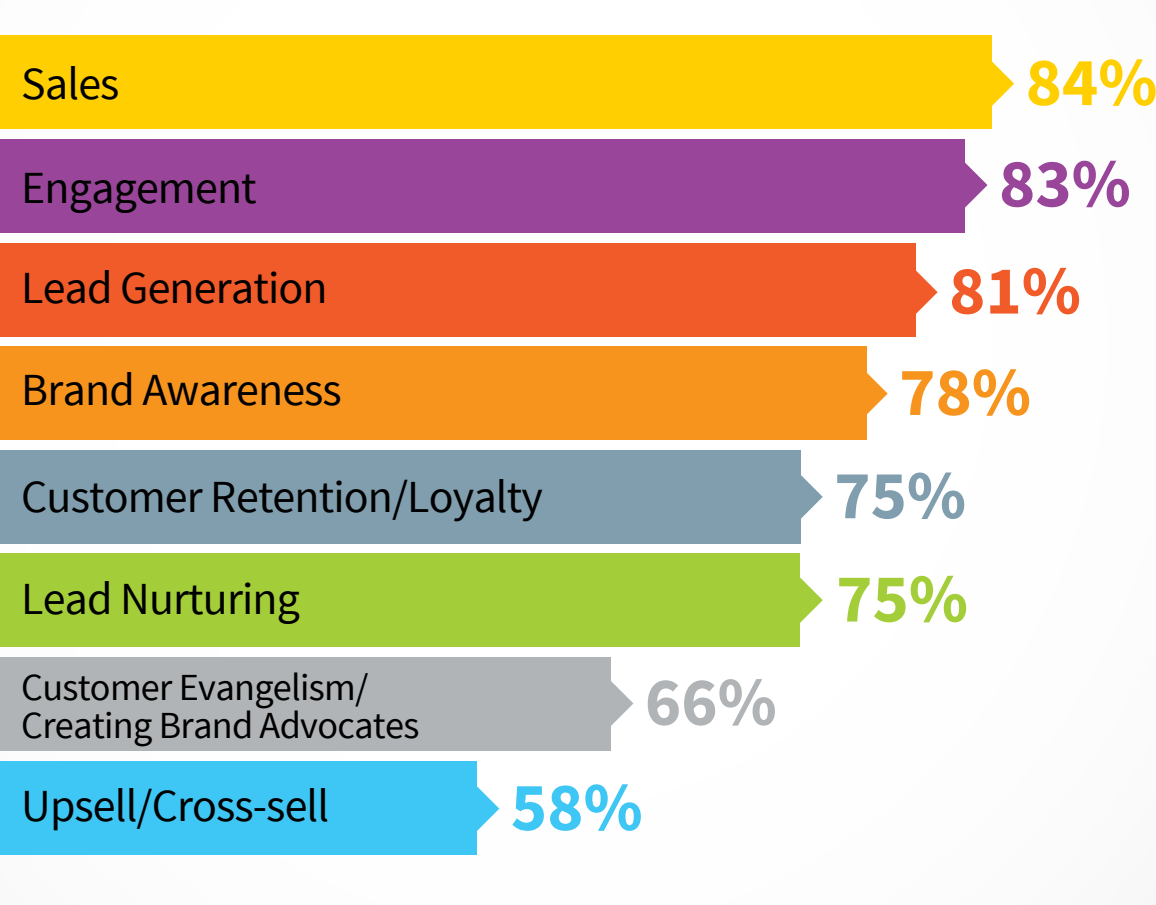 Sales 84%
Engagement 83%
Lead Generation 81%
Brand Awareness 78%
Customer Retention/Loyalty 75%
Lead Nurturing 75%
Customer Evangelism/
Creating Brand Advocates 66%
Upsell/Cross-sell 58%